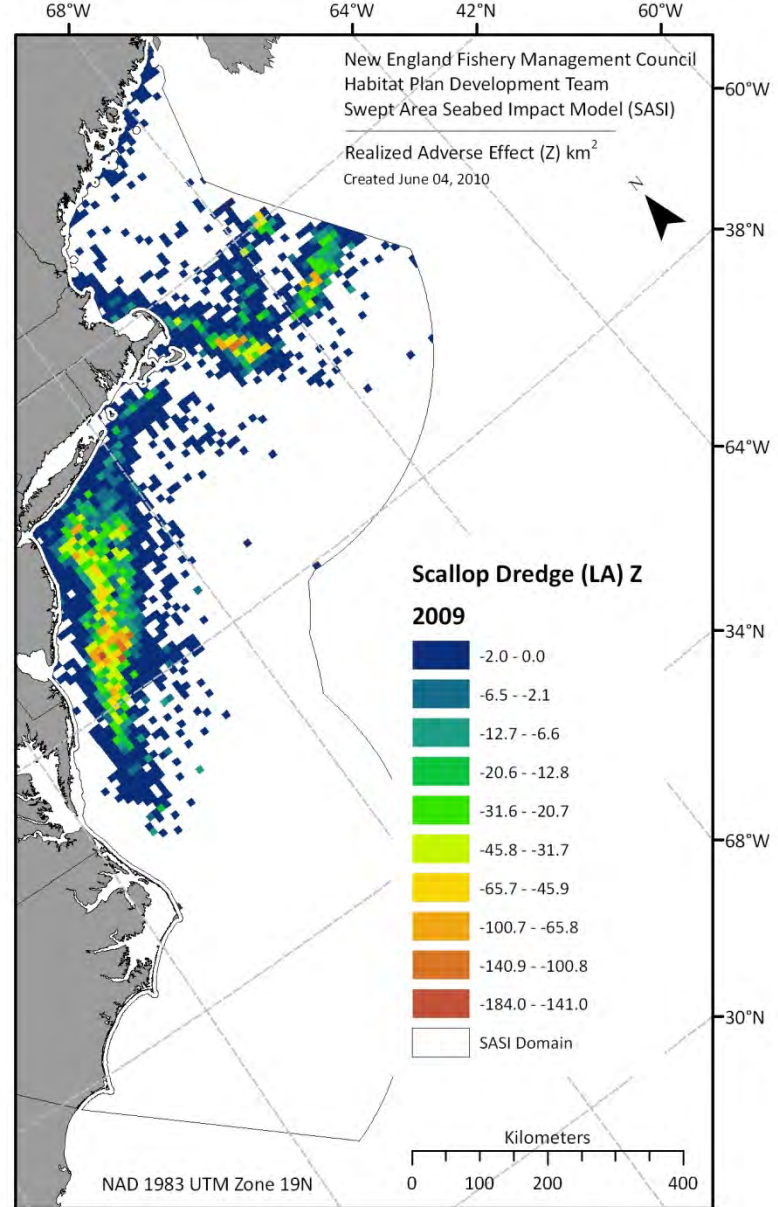 68°W
64°W
42°N
60°W
New England Fishery Management Council
Habitat Plan Development Team
Swept Area Seabed Impact Model (SASI)
Realized Adverse Effect (Z) km²
Created June 04, 2010
N
60°W
38°N
64°W
34°N
68°W
30°N
Scallop Dredge (LA) Z
2009
-2.0 - 0.0
-6.5 - -2.1
-12.7 - -6.6
-20.6 - -12.8
-31.6 - -20.7
-45.8 - -31.7
-65.7 - -45.9
-100.7 - -65.8
-140.9 - -100.8
-184.0 - -141.0
SASI Domain
Kilometers
0 100 200 400
NAD 1983 UTM Zone 19N